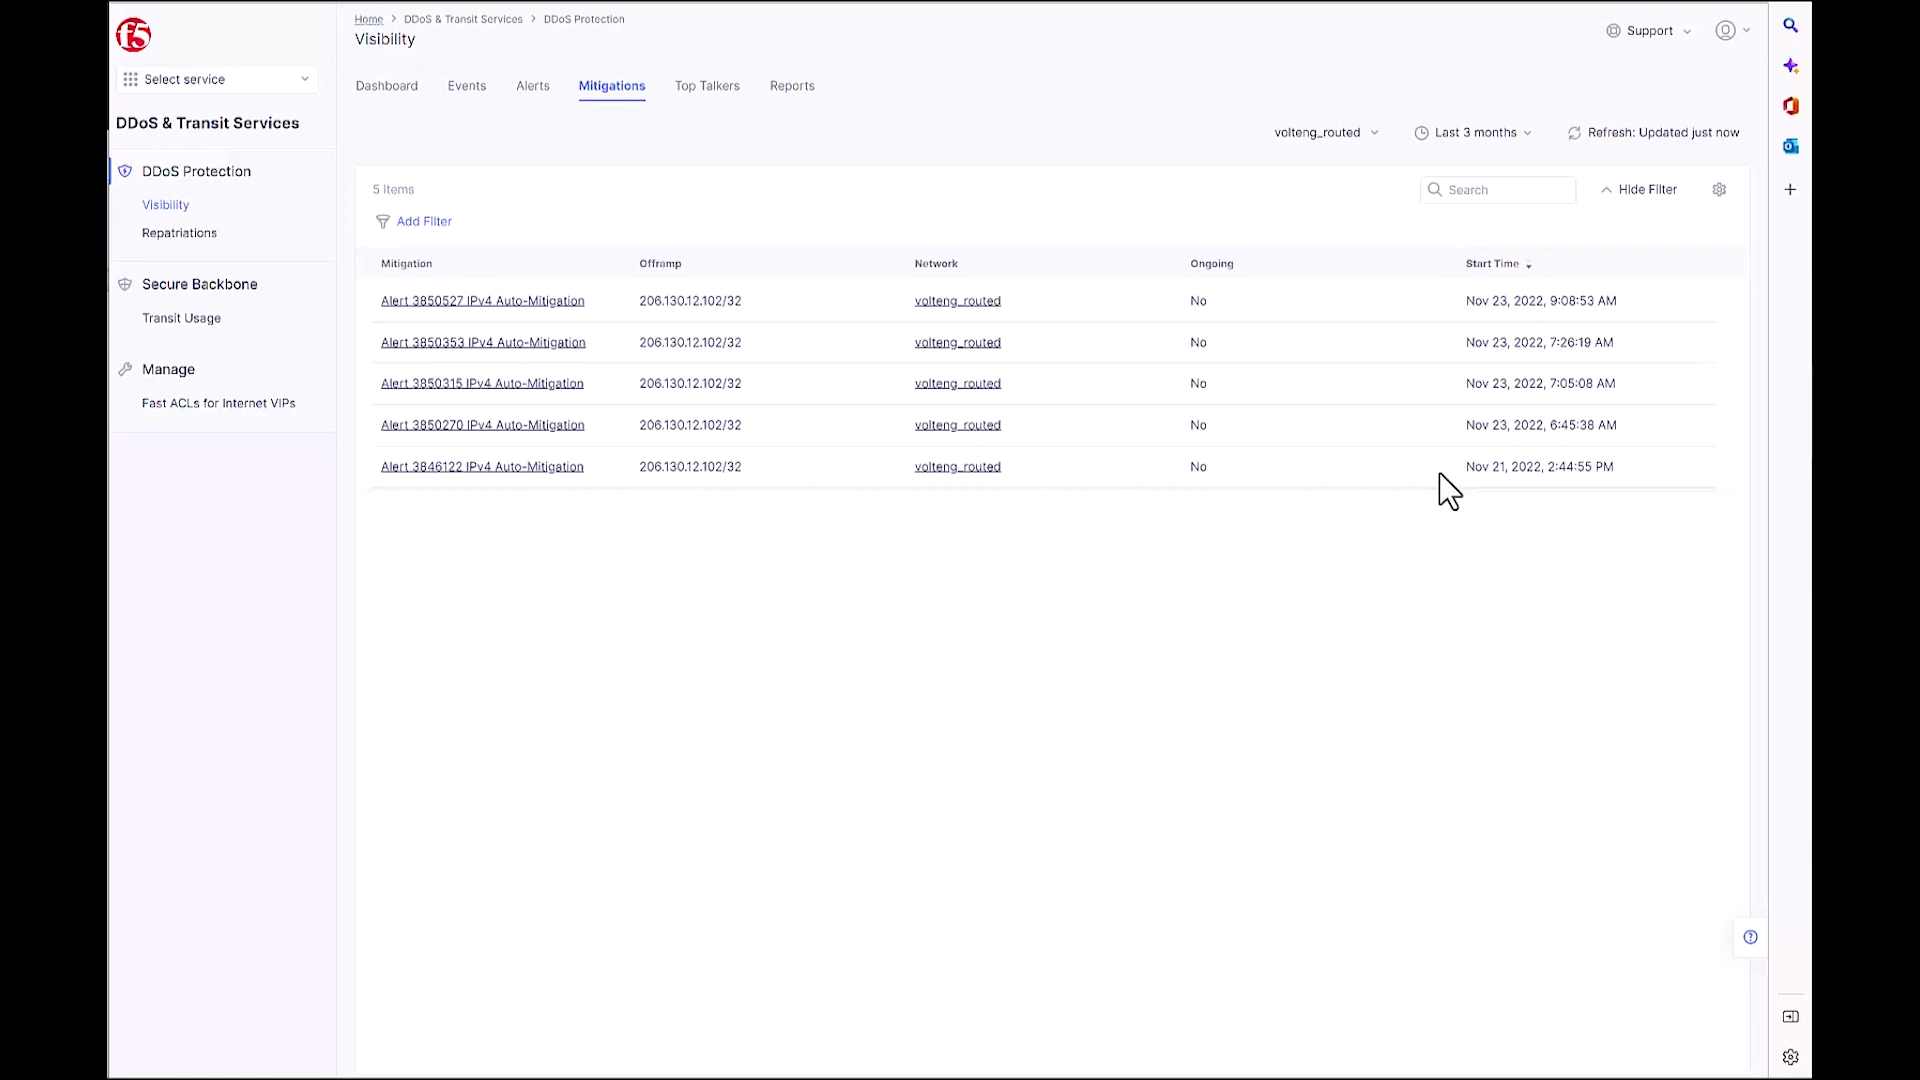 f5
Select service
DDoS & Transit Services
DDoS Protection
Visibility
Repatriations
Secure Backbone
Transit Usage
Manage
Fast ACLs for Internet VIPs
Home > DDoS & Transit Services > DDoS Protection
Visibility
Support
Dashboard Events Alerts Mitigations Top Talkers Reports
volteng_routed Last 3 months Refresh: Updated just now
5 Items
Search Hide Filter
Add Filter
Mitigation Offramp Network Ongoing Start Time
Alert 3850527 IPv4 Auto-Mitigation 206.130.12.102/32 volteng_routed No Nov 23, 2022, 9:08:53 AM
Alert 3850353 IPv4 Auto-Mitigation 206.130.12.102/32 volteng_routed No Nov 23, 2022, 7:26:19 AM
Alert 3850315 IPv4 Auto-Mitigation 206.130.12.102/32 volteng_routed No Nov 23, 2022, 7:05:08 AM
Alert 3850270 IPv4 Auto-Mitigation 206.130.12.102/32 volteng_routed No Nov 23, 2022, 6:45:38 AM
Alert 3846122 IPv4 Auto-Mitigation 206.130.12.102/32 volteng_routed No Nov 21, 2022, 2:44:55 PM